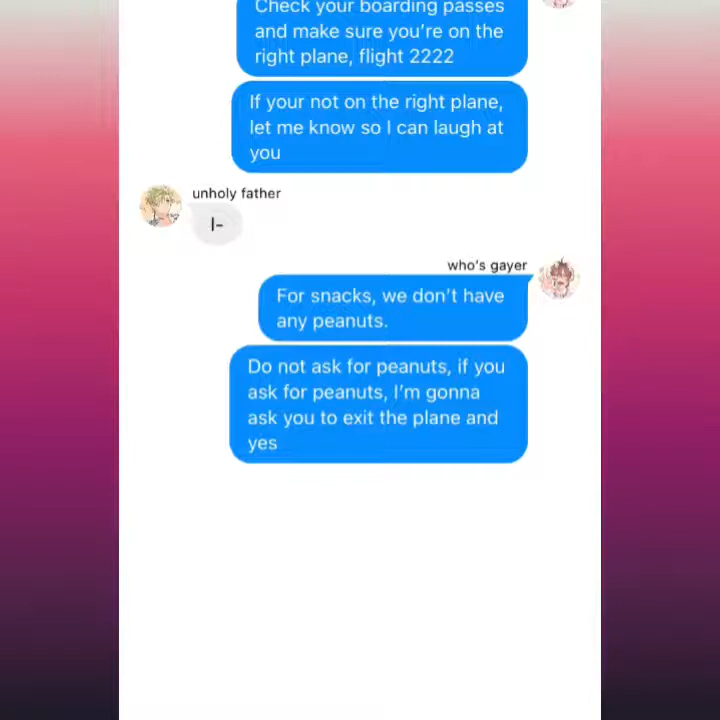 Check your boarding passes
and make sure you're on the
right plane, flight 2222
If your not on the right plane,
let me know so I can laugh at
you
unholy father
I-
who's gayer
For snacks, we don't have
any peanuts.
Do not ask for peanuts, if you
ask for peanuts, I'm gonna
ask you to exit the plane and
yes